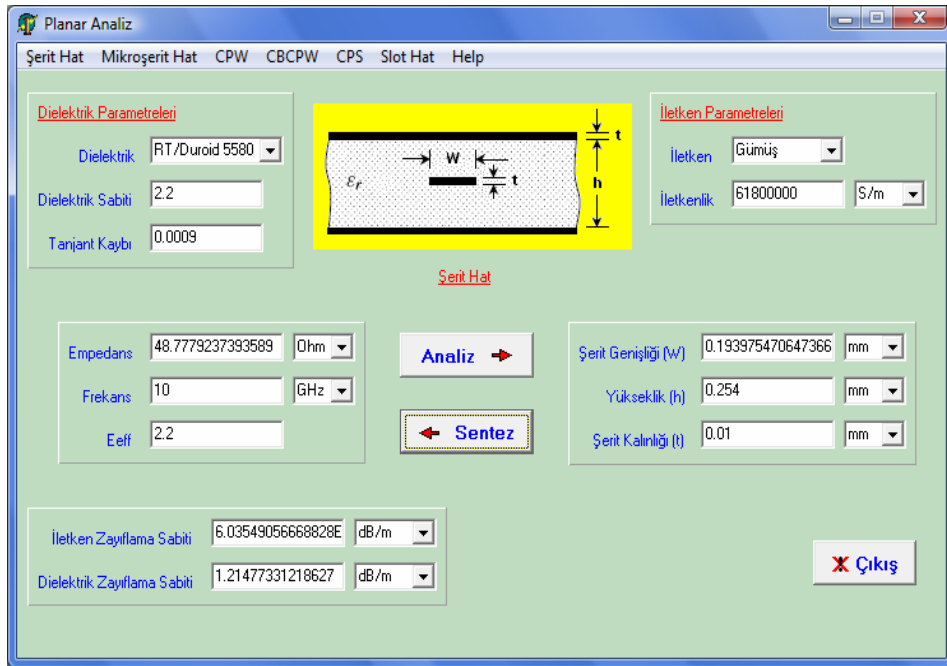 Planar Analiz
Şerit Hat Mikroşerit Hat CPW CBCPW CPS Slot Hat Help
Dielektrik Parametreleri
Dielektrik RT/Duroid 5580
Dielektrik Sabiti 2.2
Tanjant Kaybı 0.0009
t
W
εr
t
h
Şerit Hat
İletken Parametreleri
İletken Gümüş
İletkenlik 61800000 S/m
Empedans 48.7779237393589 Ohm
Frekans 10 GHz
Eeff 2.2
Analiz
Sentez
Şerit Genişliği (W) 0.193975470647366 mm
Yükseklik (h) 0.254 mm
Şerit Kalınlığı (t) 0.01 mm
İletken Zayıflama Sabiti 6.03549056668828E dB/m
Dielektrik Zayıflama Sabiti 1.21477331218627 dB/m
Çıkış